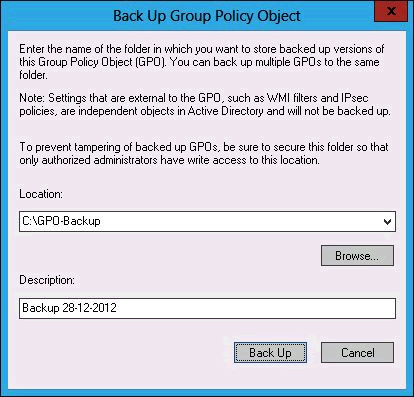 Back Up Group Policy Object
x
Enter the name of the folder in which you want to store backed up versions of
this Group Policy Object (GPO). You can back up multiple GPOs to the same
folder.
Note: Settings that are external to the GPO, such as WMI filters and IPsec
policies, are independent objects in Active Directory and will not be backed up.
To prevent tampering of backed up GPOs, be sure to secure this folder so that
only authorized administrators have write access to this location.
Location:
C:\GPO-Backup
Browse...
Description:
Backup 28-12-2012
Back Up
Cancel